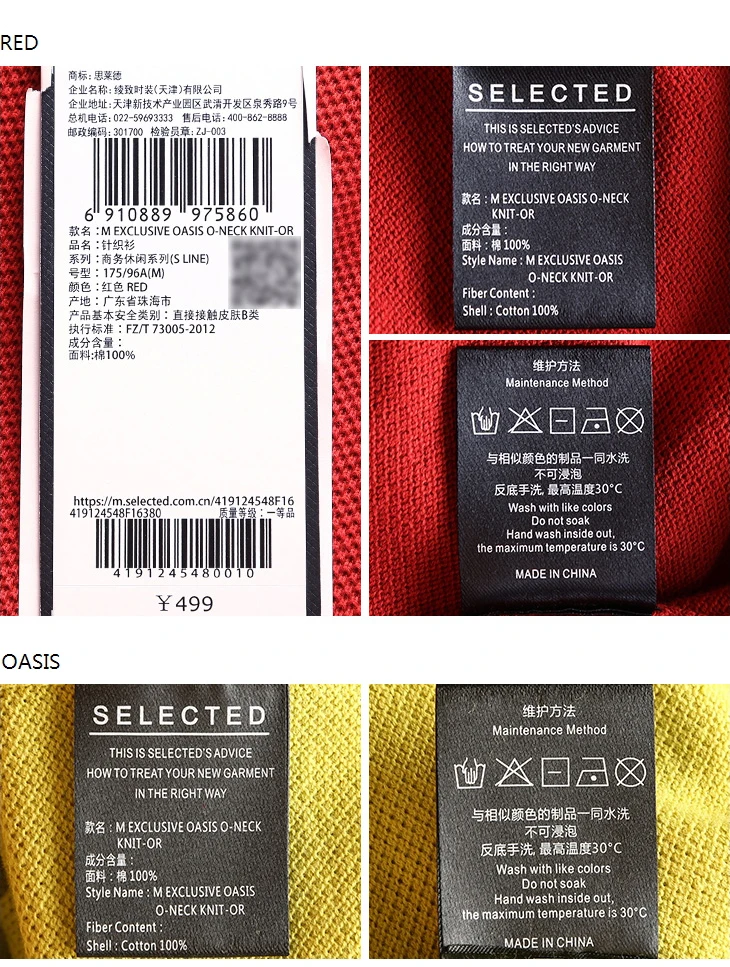 RED
商标: 思莱德
企业名称: 绫致时装(天津)有限公司
企业地址: 天津新技术产业园区武清开发区泉秀路9号
总机电话: 022-59693333 售后电话: 400-862-8888
邮政编码: 301700 检验员章: ZJ-003
6 910889 975860
款名：M EXCLUSIVE OASIS O-NECK KNIT-OR
品名：针织衫
系列：商务休闲系列(S LINE)
号型：175/96A(M)
颜色：红色 RED
产地：广东省珠海市
产品基本安全类别：直接接触皮肤B类
执行标准：FZ/T 73005-2012
成分含量：
面料;棉100%
https://m.selected.com.cn/419124548F16
419124548F16380 质量等级：一等品
4191245480010
￥499
SELECTED
THIS IS SELECTED'S ADVICE
HOW TO TREAT YOUR NEW GARMENT
IN THE RIGHT WAY
款名：M EXCLUSIVE OASIS O-NECK
KNIT-OR
成分含量：
面料：棉 100%
Style Name : M EXCLUSIVE OASIS
O-NECK KNIT-OR
Fiber Content :
Shell : Cotton 100%
维护方法
Maintenance Method
与相似颜色的制品一同水洗
不可浸泡
反底手洗, 最高温度30°C
Wash with like colors
Do not soak
Hand wash inside out,
the maximum temperature is 30°C
MADE IN CHINA
OASIS
SELECTED
THIS IS SELECTED'S ADVICE
HOW TO TREAT YOUR NEW GARMENT
IN THE RIGHT WAY
款名：M EXCLUSIVE OASIS O-NECK
KNIT-OR
成分含量：
面料：棉 100%
Style Name : M EXCLUSIVE OASIS
O-NECK KNIT-OR
Fiber Content :
Shell : Cotton 100%
维护方法
Maintenance Method
与相似颜色的制品一同水洗
不可浸泡
反底手洗, 最高温度30°C
Wash with like colors
Do not soak
Hand wash inside out,
the maximum temperature is 30°C
MADE IN CHINA